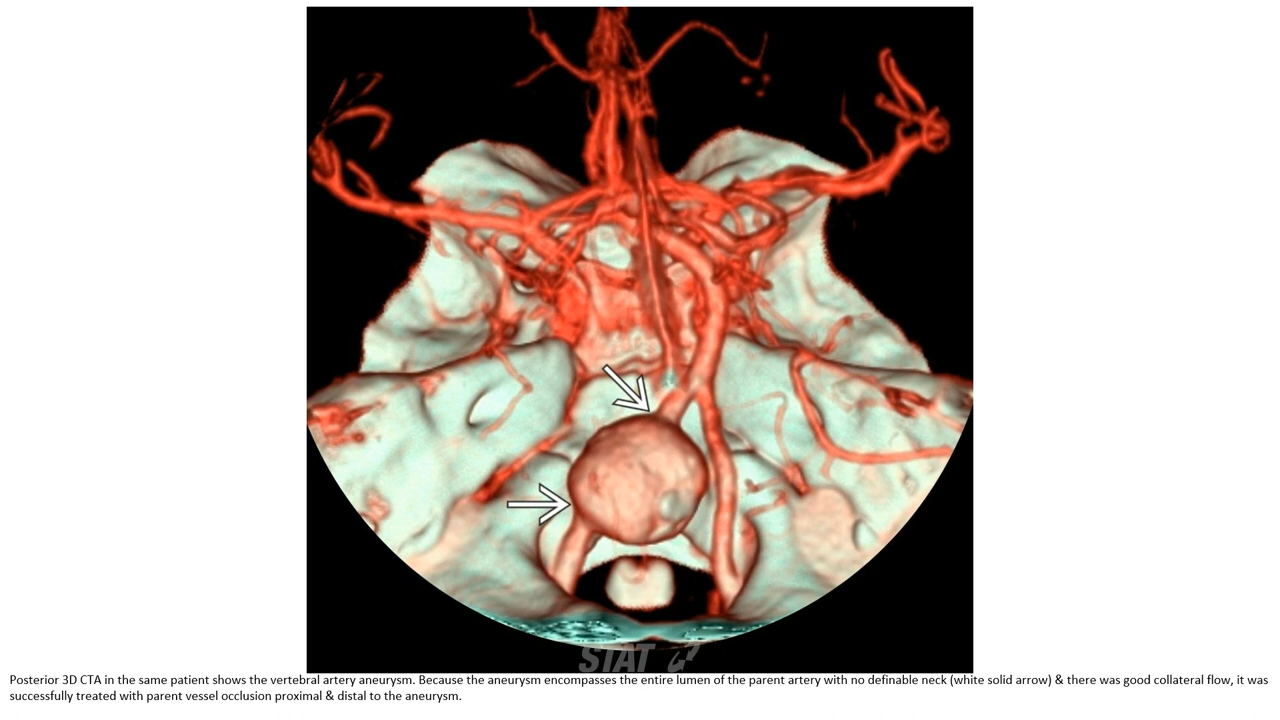 STAT
Posterior 3D CTA in the same patient shows the vertebral artery aneurysm. Because the aneurysm encompasses the entire lumen of the parent artery with no definable neck (white solid arrow) & there was good collateral flow, it was
successfully treated with parent vessel occlusion proximal & distal to the aneurysm.